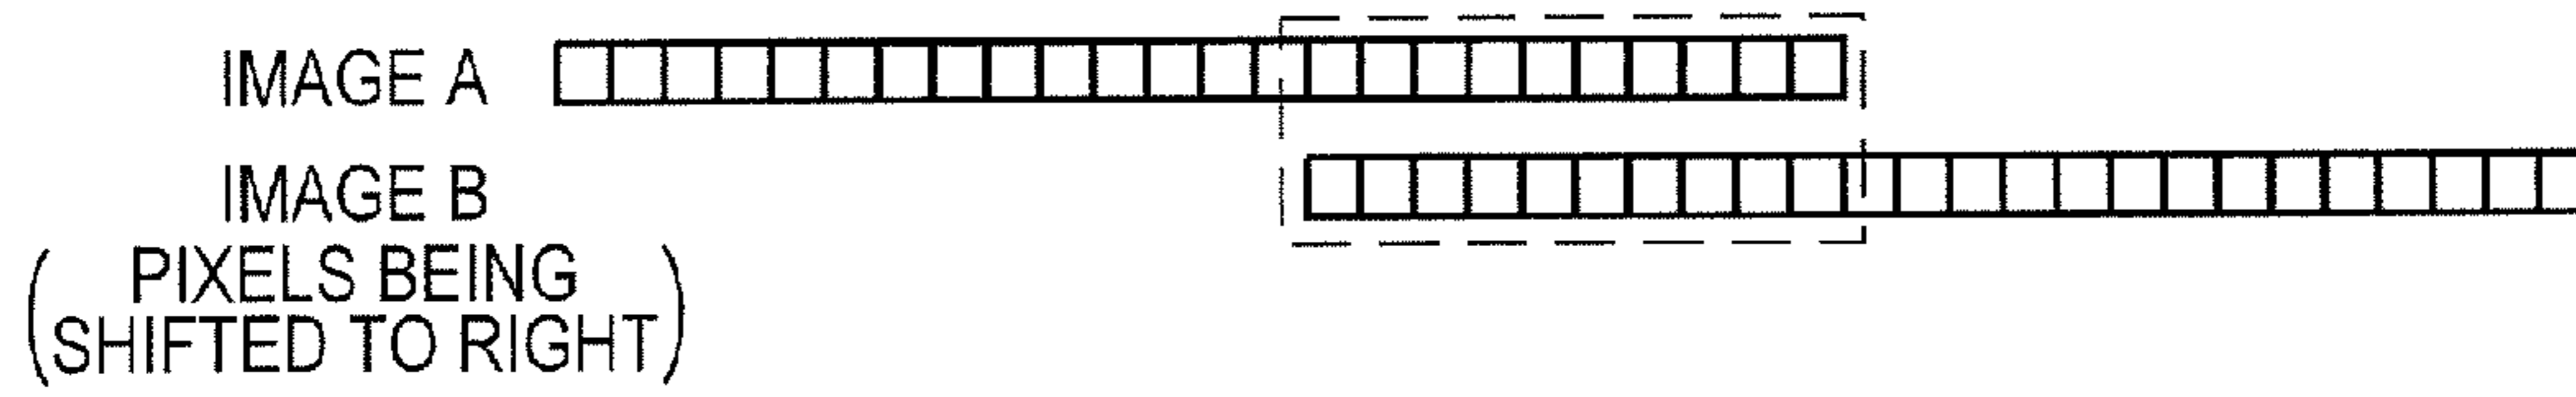 IMAGE A
IMAGE B
(PIXELS BEING
SHIFTED TO RIGHT)